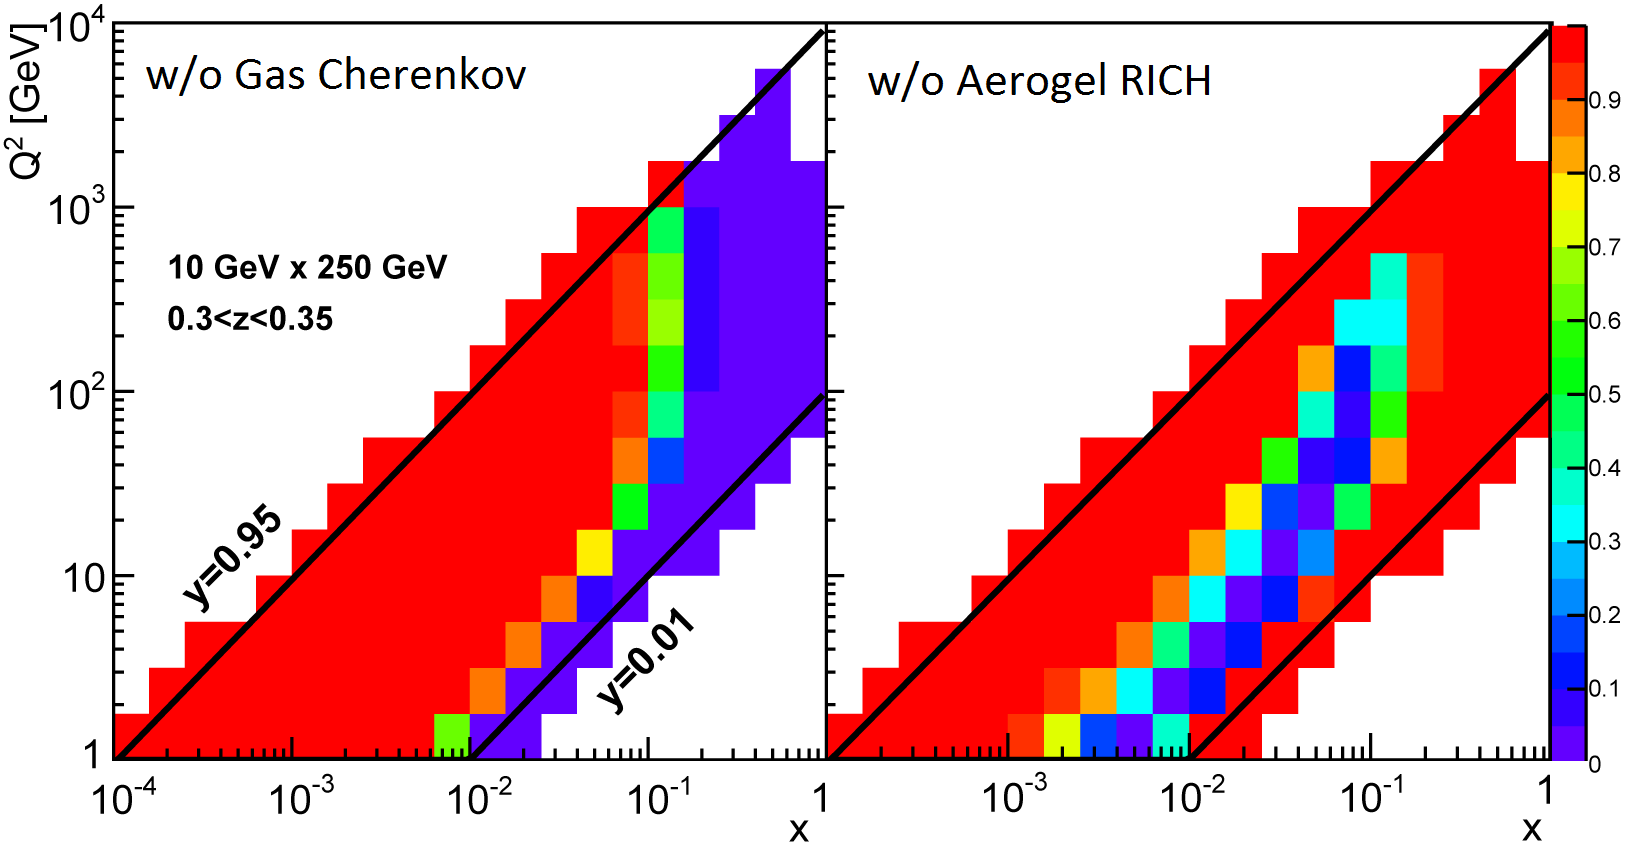 Q² [GeV]
10⁴
10³
10²
10
1
w/o Gas Cherenkov
10 GeV x 250 GeV
0.3<z<0.35
y=0.95
y=0.01
10⁻⁴
10⁻³
10⁻²
10⁻¹
1
x
w/o Aerogel RICH
10⁻³
10⁻²
10⁻¹
1
x
0.9
0.8
0.7
0.6
0.5
0.4
0.3
0.2
0.1
0